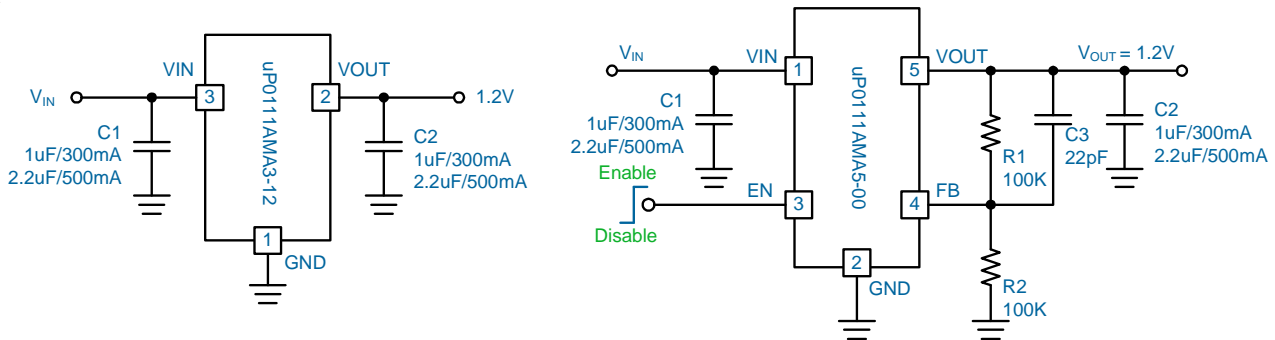 VIN
VIN
3
C1
1uF/300mA
2.2uF/500mA
uP0111AMA3-12
VOUT
2
1.2V
C2
1uF/300mA
2.2uF/500mA
1
GND
VIN
VIN
1
C1
1uF/300mA
2.2uF/500mA
Enable
Disable
EN
3
uP0111AMA5-00
VOUT
5
VOUT = 1.2V
R1
100K
C3
22pF
C2
1uF/300mA
2.2uF/500mA
4
FB
2
GND
R2
100K